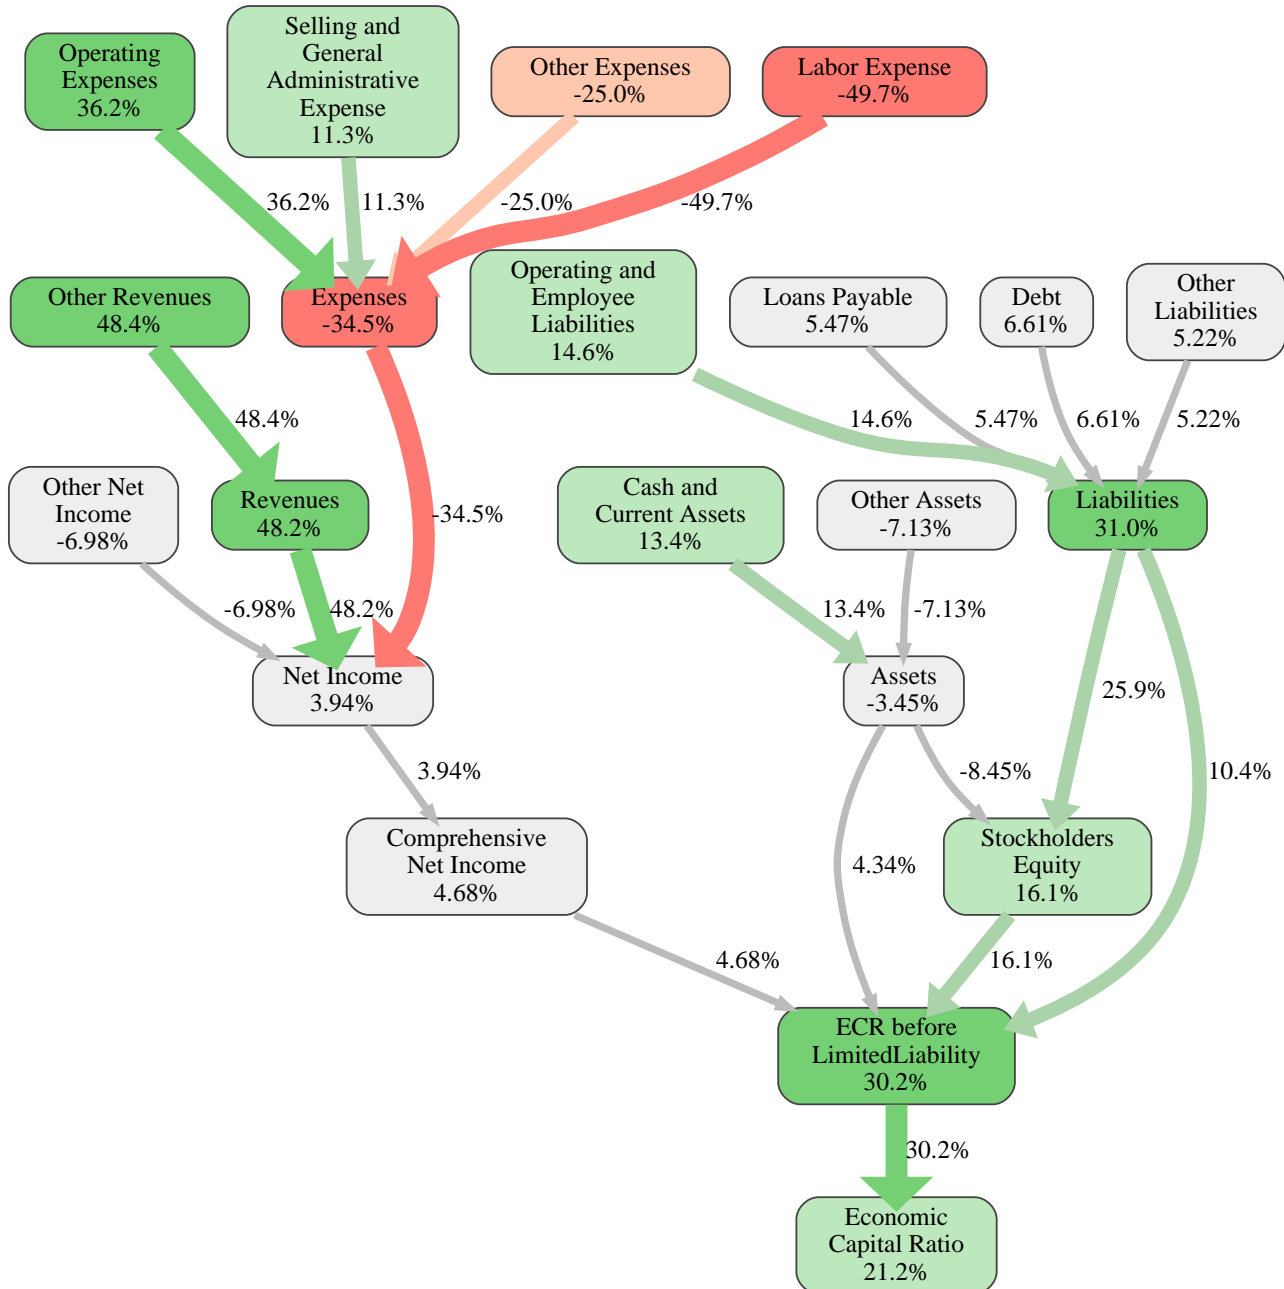 Operating
Expenses
36.2%
Selling and
General
Administrative
Expense
11.3%
Other Expenses
-25.0%
Labor Expense
-49.7%
36.2%
11.3%
-25.0%
-49.7%
Other Revenues
48.4%
Expenses
-34.5%
Operating and
Employee
Liabilities
14.6%
Loans Payable
5.47%
Debt
6.61%
Other
Liabilities
5.22%
48.4%
-34.5%
14.6%
5.47%
6.61%
5.22%
Other Net
Income
-6.98%
Revenues
48.2%
Cash and
Current Assets
13.4%
Other Assets
-7.13%
Liabilities
31.0%
-6.98%
48.2%
13.4%
-7.13%
25.9%
10.4%
Net Income
3.94%
Assets
-3.45%
3.94%
-8.45%
4.34%
Comprehensive
Net Income
4.68%
Stockholders
Equity
16.1%
4.68%
16.1%
ECR before
LimitedLiability
30.2%
30.2%
Economic
Capital Ratio
21.2%